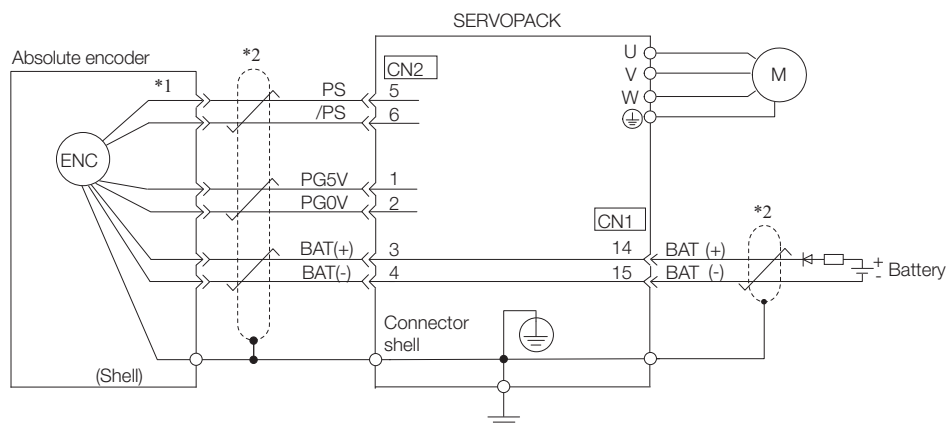 SERVOPACK
Absolute encoder
*2
*1
CN2
U
V
W
M
PS
5
/PS
6
ENC
PG5V
1
PG0V
2
CN1
*2
BAT(+)
3
14
BAT (+)
BAT(-)
4
15
BAT (-)
+
-
Battery
Connector
shell
(Shell)